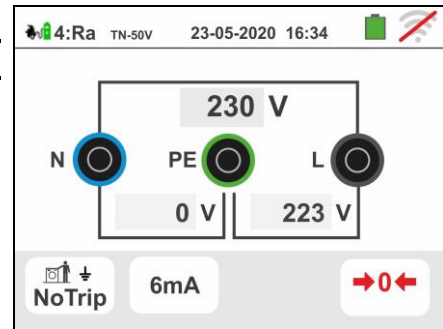 4:Ra TN-50V 23-05-2020 16:34
230 V
N PE L
0 V 223 V
NoTrip 6mA →0←